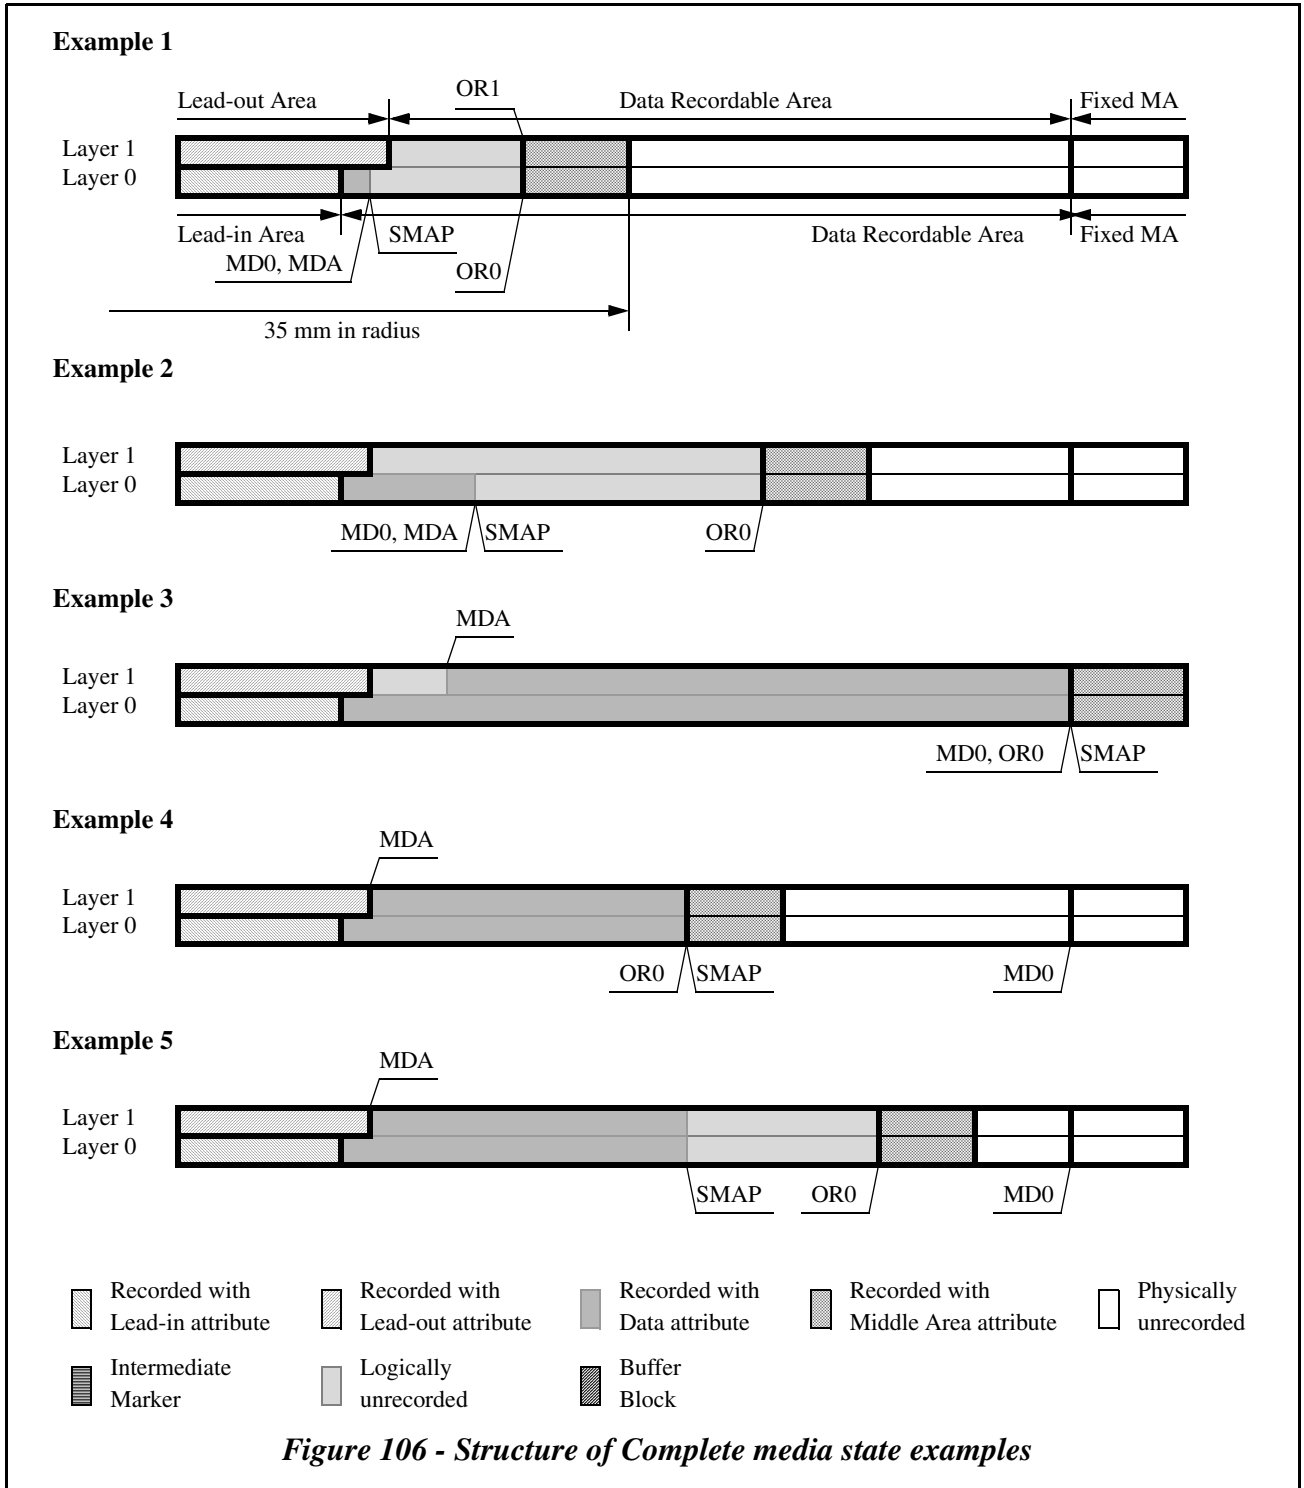 Example 1
OR1
Lead-out Area
Data Recordable Area
Fixed MA
Layer 1
Layer 0
Lead-in Area
SMAP
Data Recordable Area
Fixed MA
MD0, MDA
OR0
35 mm in radius
Example 2
Layer 1
Layer 0
MD0, MDA
SMAP
OR0
Example 3
MDA
Layer 1
Layer 0
MD0, OR0
SMAP
Example 4
MDA
Layer 1
Layer 0
OR0
SMAP
MD0
Example 5
MDA
Layer 1
Layer 0
SMAP
OR0
MD0
Recorded with
Lead-in attribute
Recorded with
Lead-out attribute
Recorded with
Data attribute
Recorded with
Middle Area attribute
Physically
unrecorded
Intermediate
Marker
Logically
unrecorded
Buffer
Block
Figure 106 - Structure of Complete media state examples